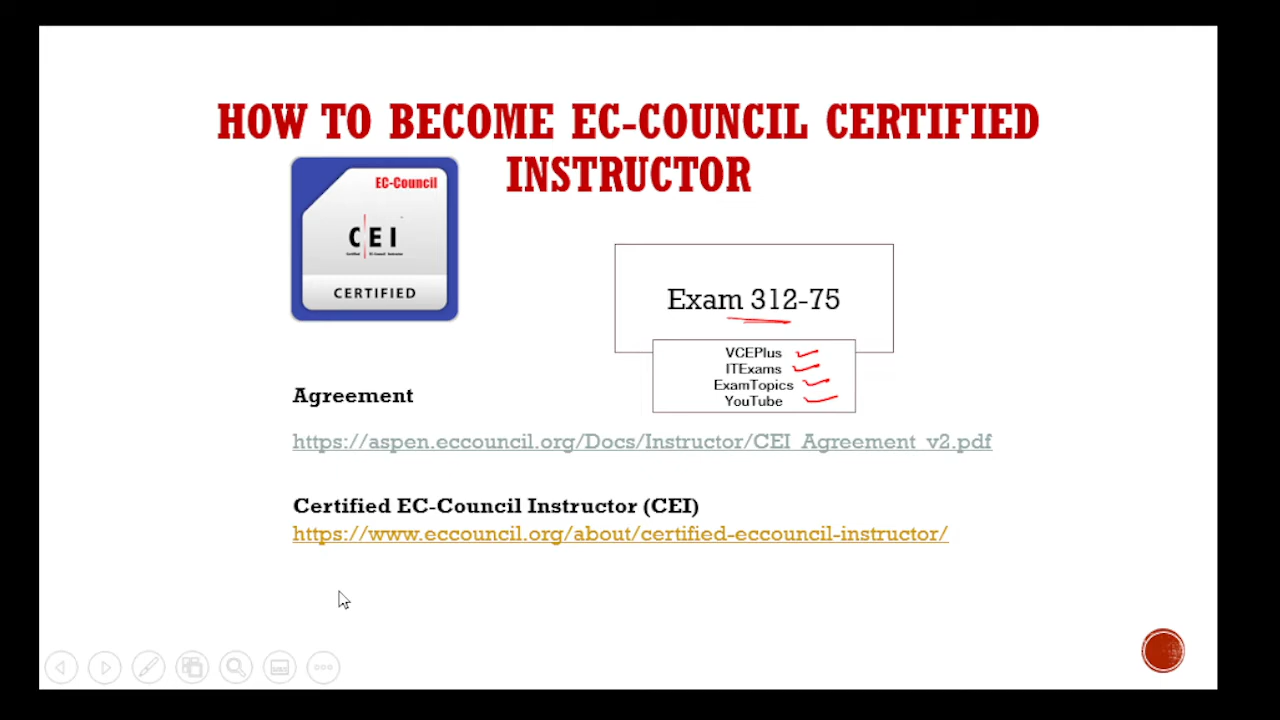 HOW TO BECOME EC-COUNCIL CERTIFIED
INSTRUCTOR
EC-Council
CEI
CERTIFIED
Exam 312-75
VCEPlus
ITExams
ExamTopics
YouTube
Agreement
https://aspen.eccouncil.org/Docs/Instructor/CEI_Agreement_v2.pdf
Certified EC-Council Instructor (CEI)
https://www.eccouncil.org/about/certified-eccouncil-instructor/